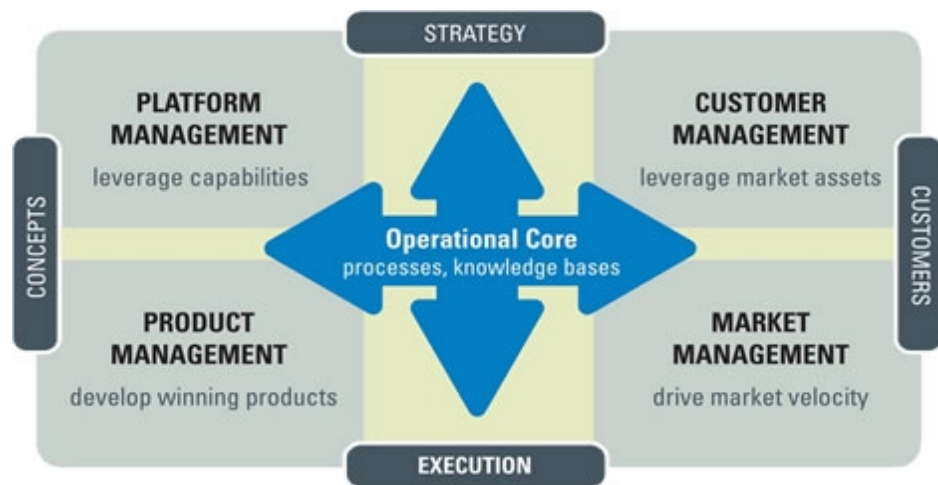 STRATEGY
PLATFORM
MANAGEMENT
leverage capabilities
CUSTOMER
MANAGEMENT
leverage market assets
CONCEPTS
Operational Core
processes, knowledge bases
CUSTOMERS
PRODUCT
MANAGEMENT
develop winning products
MARKET
MANAGEMENT
drive market velocity
EXECUTION